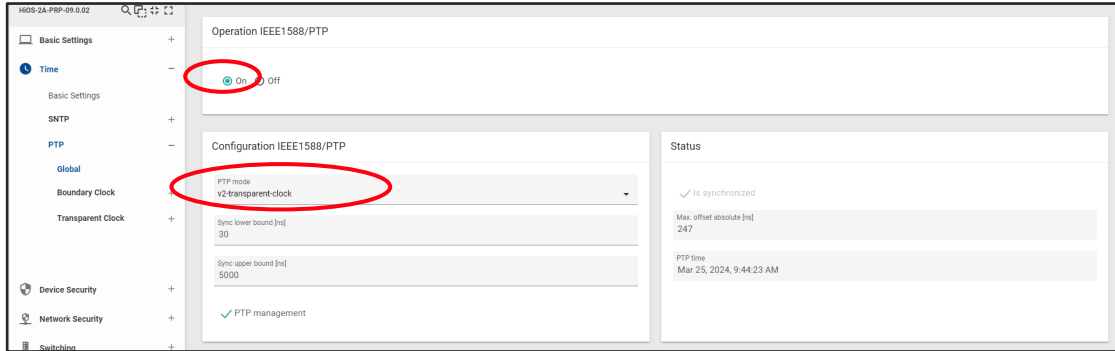 HiOS-2A-PRP-09.0.02
Basic Settings
Time
Basic Settings
SNTP
PTP
Global
Boundary Clock
Transparent Clock
Device Security
Network Security
Switching
Operation IEEE1588/PTP
On Off
Configuration IEEE1588/PTP
PTP mode
v2-transparent-clock
Sync lower bound [ns]
30
Sync upper bound [ns]
5000
PTP management
Status
Is synchronized
Max. offset absolute [ns]
247
PTP time
Mar 25, 2024, 9:44:23 AM